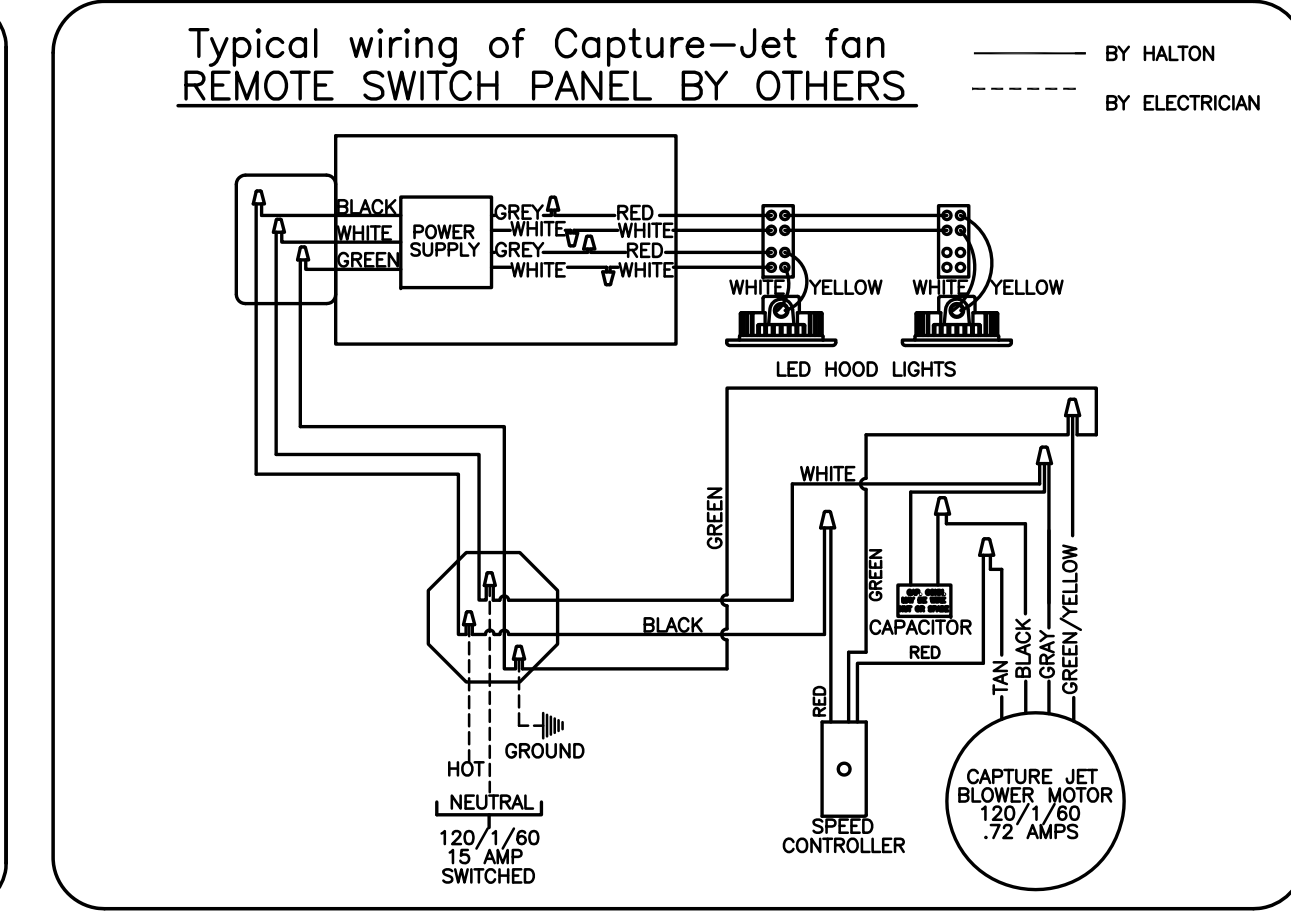 Typical wiring of Capture-Jet fan
REMOTE SWITCH PANEL BY OTHERS
BY HALTON
BY ELECTRICIAN
BLACK
WHITE
GREEN
POWER
SUPPLY
GREY
RED
WHITE
WHITE
GREY
RED
WHITE
WHITE
WHITE
YELLOW
WHITE
YELLOW
LED HOOD LIGHTS
WHITE
GREEN
GREEN
BLACK
CAPACITOR
RED
RED
TAN
BLACK
GRAY
GREEN/YELLOW
GROUND
HOT
NEUTRAL
120/1/60
15 AMP
SWITCHED
SPEED
CONTROLLER
CAPTURE JET
BLOWER MOTOR
120/1/60
.72 AMPS